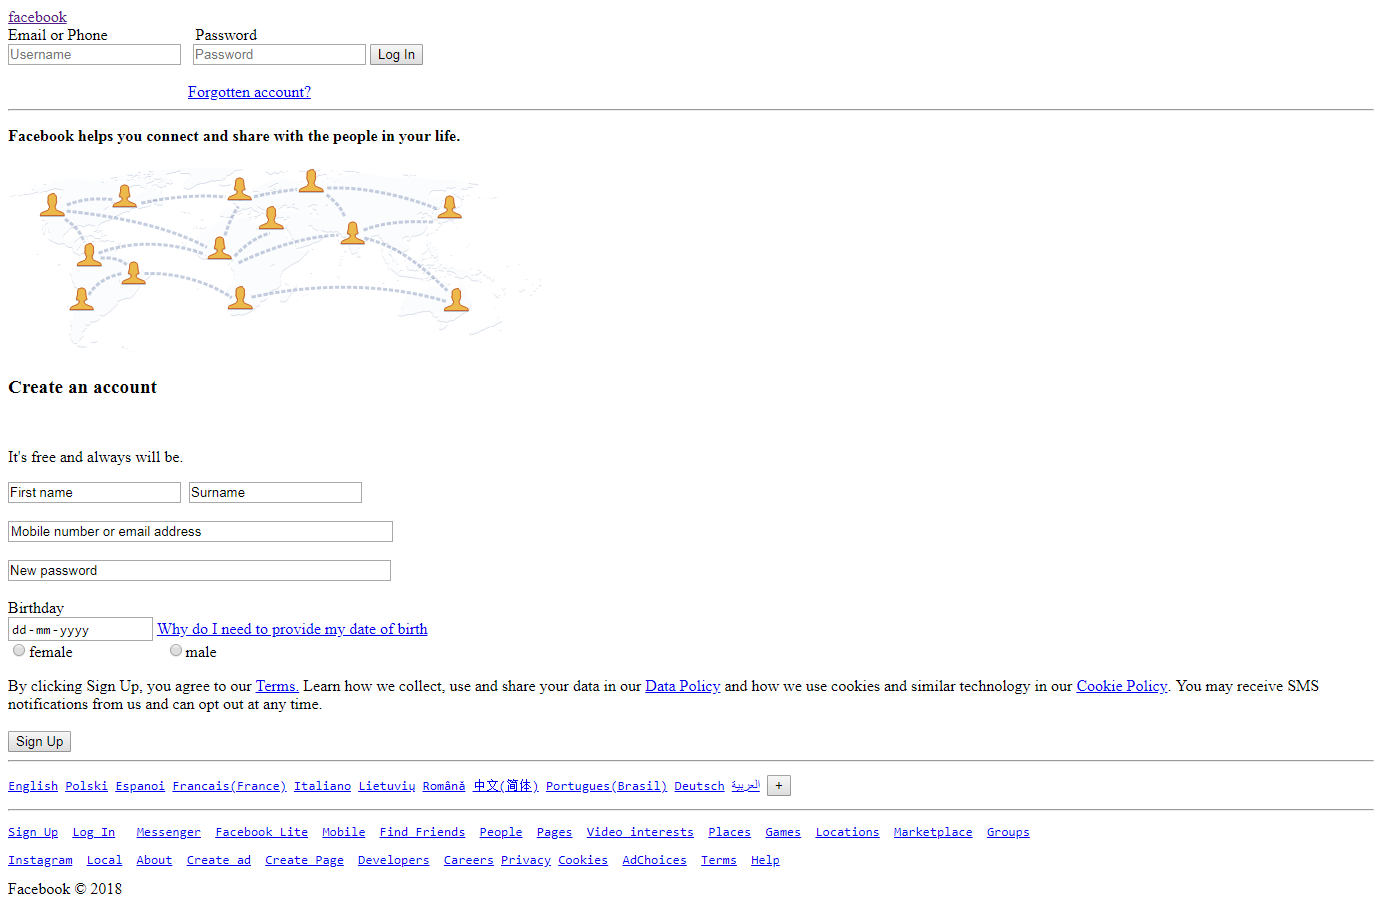 facebook
Email or Phone Password
Username Password Log In
Forgotten account?
Facebook helps you connect and share with the people in your life.
Create an account
It's free and always will be.
First name Surname
Mobile number or email address
New password
Birthday
dd-mm-yyyy Why do I need to provide my date of birth
female male
By clicking Sign Up, you agree to our Terms. Learn how we collect, use and share your data in our Data Policy and how we use cookies and similar technology in our Cookie Policy. You may receive SMS
notifications from us and can opt out at any time.
Sign Up
English Polski Espanoi Francais(France) Italiano Lietuvių Română 中文(简体) Portugues(Brasil) Deutsch العربية +
Sign Up Log In Messenger Facebook Lite Mobile Find Friends People Pages Video interests Places Games Locations Marketplace Groups
Instagram Local About Create ad Create Page Developers Careers Privacy Cookies AdChoices Terms Help
Facebook © 2018